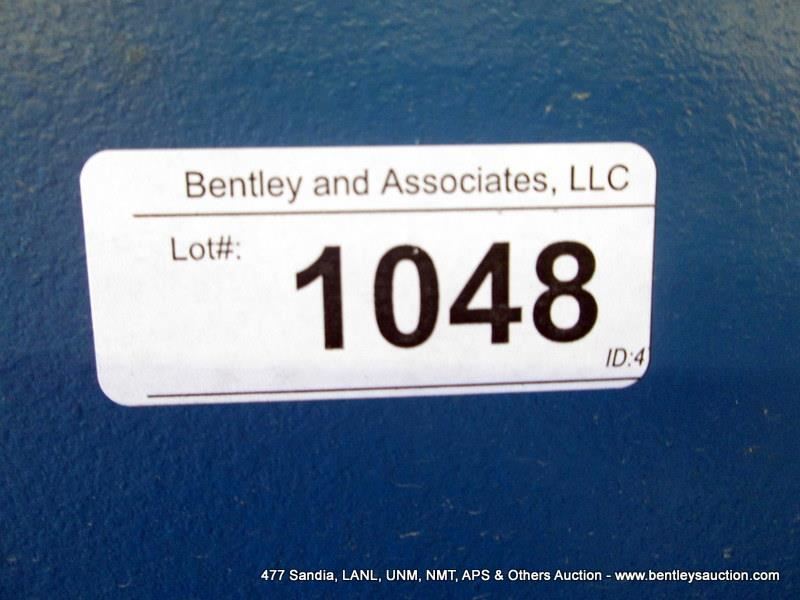 Bentley and Associates, LLC
Lot#:
1048
ID:4
477 Sandia, LANL, UNM, NMT, APS & Others Auction - www.bentleysauction.com